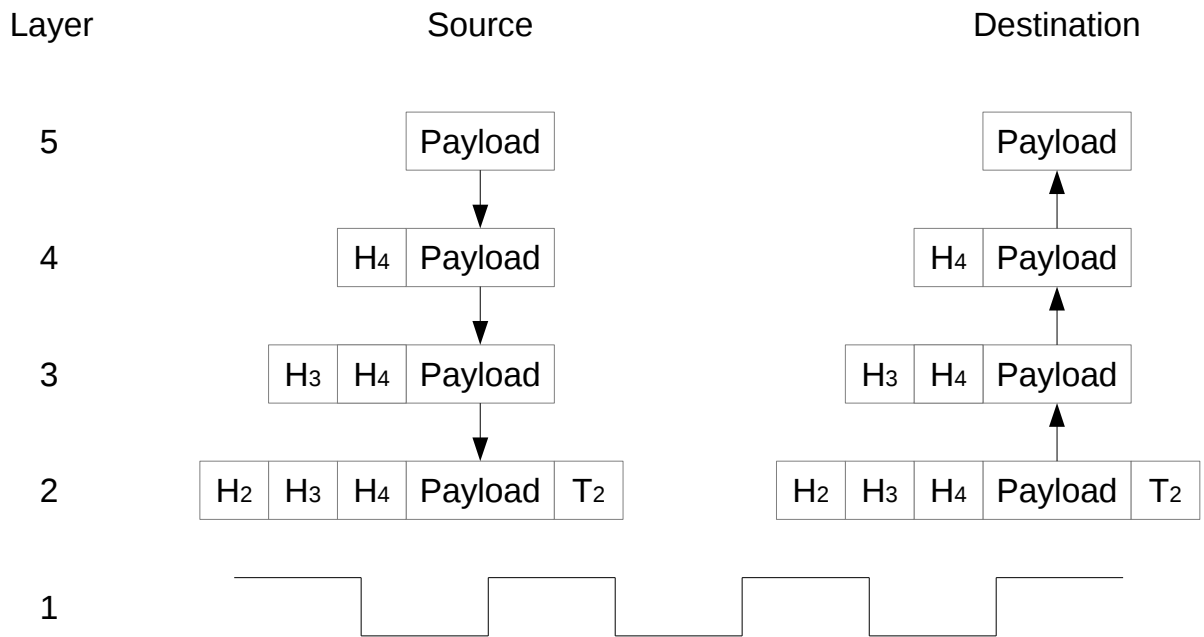 Layer Source Destination
5 Payload Payload
4 H4 Payload H4 Payload
3 H3 H4 Payload H3 H4 Payload
2 H2 H3 H4 Payload T2 H2 H3 H4 Payload T2
1